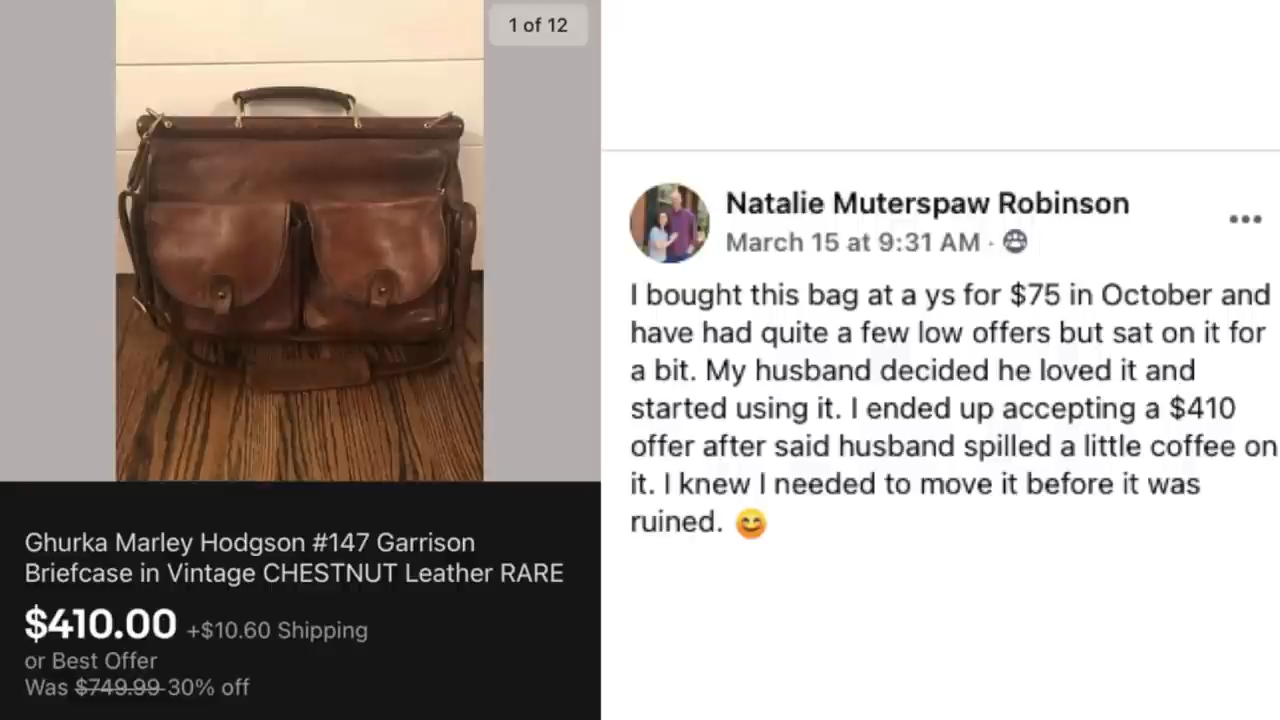 1 of 12
Ghurka Marley Hodgson #147 Garrison
Briefcase in Vintage CHESTNUT Leather RARE
$410.00 +$10.60 Shipping
or Best Offer
Was $749.99 30% off
Natalie Muterspaw Robinson
March 15 at 9:31 AM ·
I bought this bag at a ys for $75 in October and
have had quite a few low offers but sat on it for
a bit. My husband decided he loved it and
started using it. I ended up accepting a $410
offer after said husband spilled a little coffee on
it. I knew I needed to move it before it was
ruined. 😊